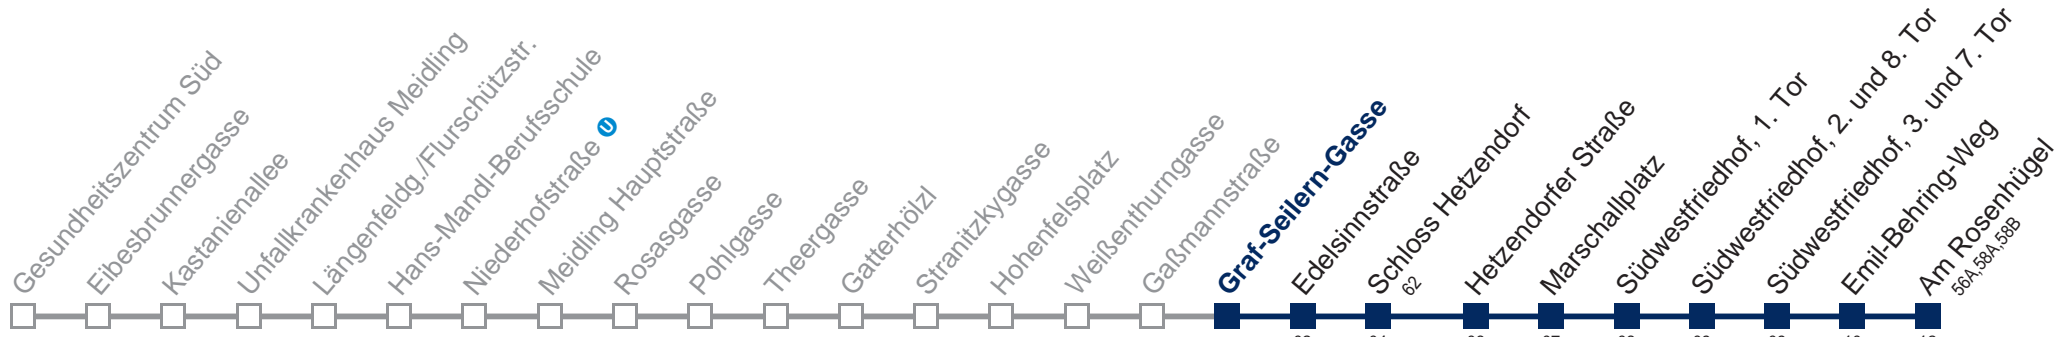 Gesundheitszentrum Süd
Eibesbrunnergasse
Kastanienallee
Unfallkrankenhaus Meidling
Längenfeldg./Flurschützstr.
Hans-Mandl-Berufsschule
Niederhofstraße U
Meidling Hauptstraße
Rosasgasse
Pohlgasse
Theergasse
Gatterhölzl
Stranitzkygasse
Hohenfelsplatz
Weißenthurngasse
Gaßmannstraße
Graf-Seilern-Gasse
Edelsinnstraße
Schloss Hetzendorf
62
Hetzendorfer Straße
Marschallplatz
Südwestfriedhof, 1. Tor
Südwestfriedhof, 2. und 8. Tor
Südwestfriedhof, 3. und 7. Tor
Emil-Behring-Weg
Am Rosenhügel
56A,58A,58B